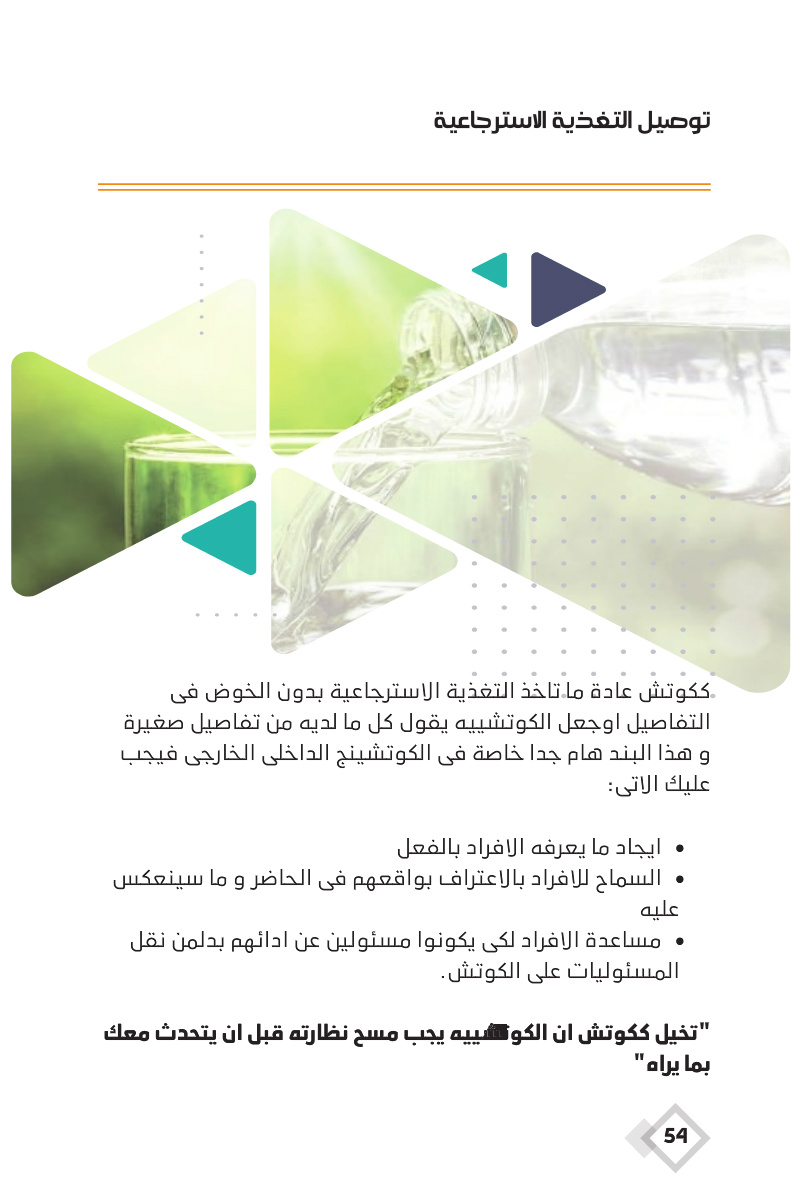 توصيل التغذية الاسترجاعية
ككوتش عادة ما تاخذ التغذية الاسترجاعية بدون الخوض فى
التفاصيل اوجعل الكوتشييه يقول كل ما لديه من تفاصيل صغيرة
و هذا البند هام جدا خاصة فى الكوتشينج الداخلى الخارجى فيجب
عليك الاتى:
• ايجاد ما يعرفه الافراد بالفعل
• السماح للافراد بالاعتراف بواقعهم فى الحاضر و ما سينعكس
عليه
• مساعدة الافراد لكى يكونوا مسئولين عن ادائهم بدلمن نقل
المسئوليات على الكوتش.
"تخيل ككوتش ان الكوتشييه يجب مسح نظارته قبل ان يتحدث معك
بما يراه"
54